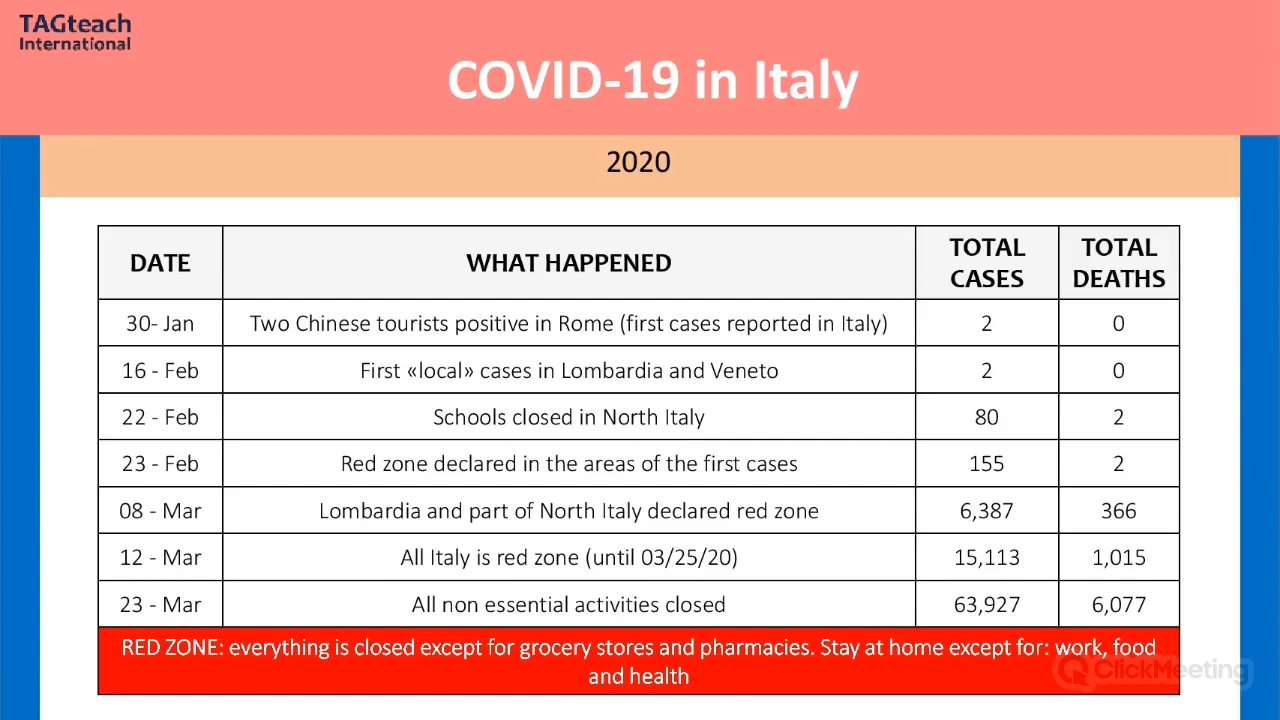 TAGteach
International
COVID-19 in Italy
2020
DATE WHAT HAPPENED TOTAL CASES TOTAL DEATHS
30- Jan Two Chinese tourists positive in Rome (first cases reported in Italy) 2 0
16 - Feb First «local» cases in Lombardia and Veneto 2 0
22 - Feb Schools closed in North Italy 80 2
23 - Feb Red zone declared in the areas of the first cases 155 2
08 - Mar Lombardia and part of North Italy declared red zone 6,387 366
12 - Mar All Italy is red zone (until 03/25/20) 15,113 1,015
23 - Mar All non essential activities closed 63,927 6,077
RED ZONE: everything is closed except for grocery stores and pharmacies. Stay at home except for: work, food
and health
ClickMeeting